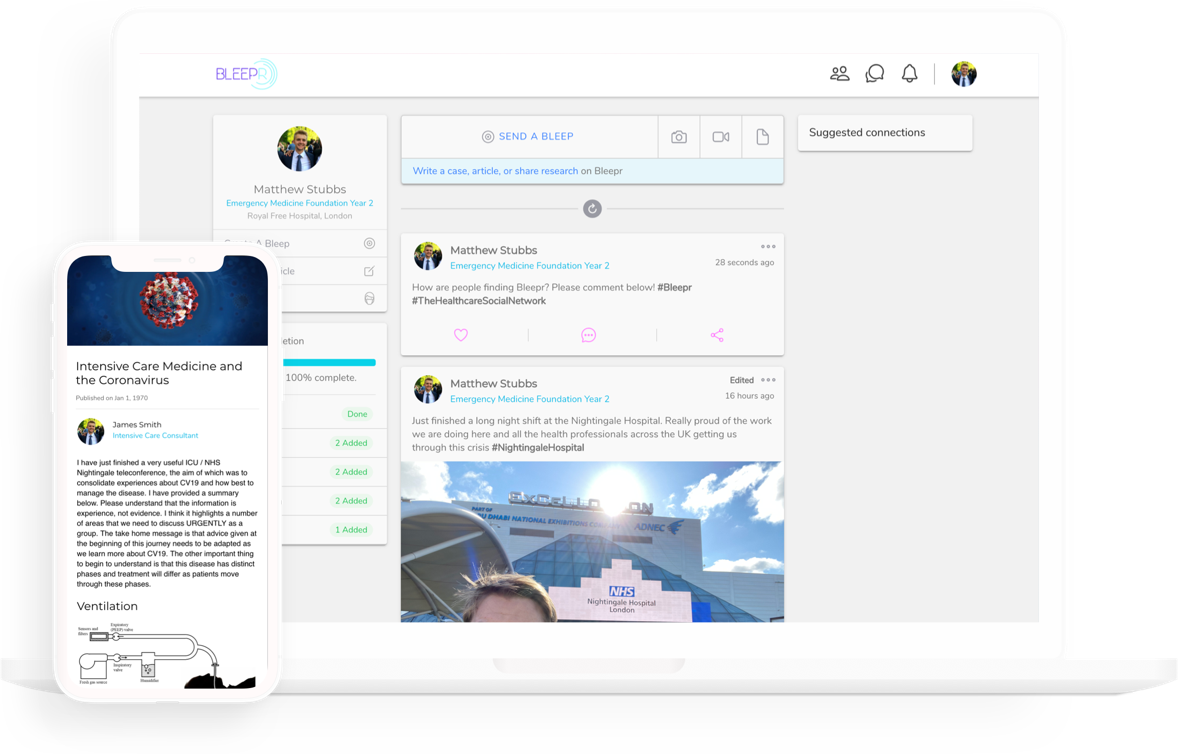 BLEEPR
Matthew Stubbs
Emergency Medicine Foundation Year 2
Royal Free Hospital, London
A Bleep
icle
etion
100% complete.
Done
2 Added
2 Added
2 Added
1 Added
SEND A BLEEP
Write a case, article, or share research on Bleepr
Matthew Stubbs
Emergency Medicine Foundation Year 2
28 seconds ago
How are people finding Bleepr? Please comment below! #Bleepr
#TheHealthcareSocialNetwork
Matthew Stubbs
Emergency Medicine Foundation Year 2
Edited
16 hours ago
Just finished a long night shift at the Nightingale Hospital. Really proud of the work
we are doing here and all the health professionals across the UK getting us
through this crisis #NightingaleHospital
PART OF
DHABI NATIONAL EXHIBITIONS
ADNEC
NHS
Nightingale Hospital
London
Suggested connections
Intensive Care Medicine and
the Coronavirus
Published on Jan 1, 1970
James Smith
Intensive Care Consultant
I have just finished a very useful ICU / NHS
Nightingale teleconference, the aim of which was to
consolidate experiences about CV19 and how best to
manage the disease. I have provided a summary
below. Please understand that the information is
experience, not evidence. I think it highlights a number
of areas that we need to discuss URGENTLY as a
group. The take home message is that advice given at
the beginning of this journey needs to be adapted as
we learn more about CV19. The other important thing
to begin to understand is that this disease has distinct
phases and treatment will differ as patients move
through these phases.
Ventilation
Sensors and
filters
Expiratory
(PEEP) valve
Inspiratory
valve
Fresh gas source
Humidifier